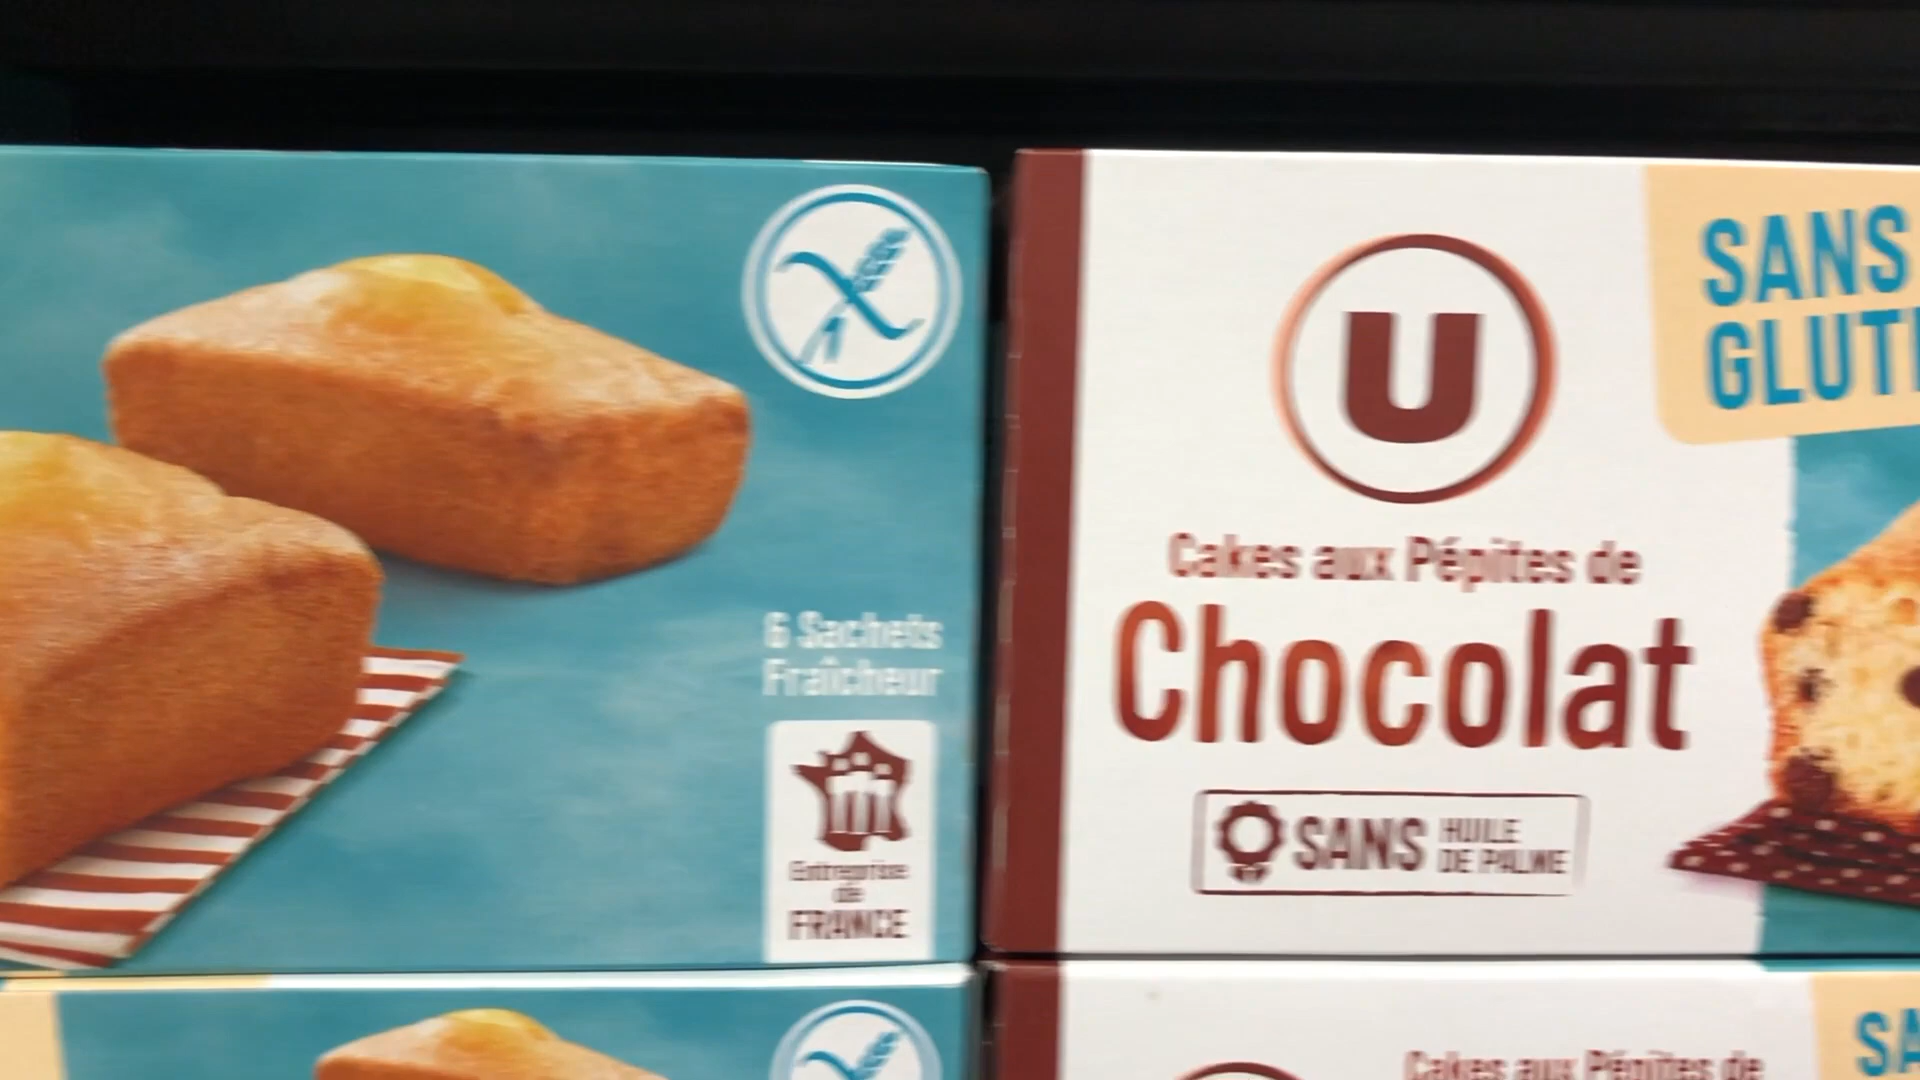 6 Sachets
Fraîcheur
Entreprise
de
FRANCE
U
SANS
GLUT
Cakes aux Pépites de
Chocolat
SANS HUILE
DE PALME
Cakes aux Pépites de
SA